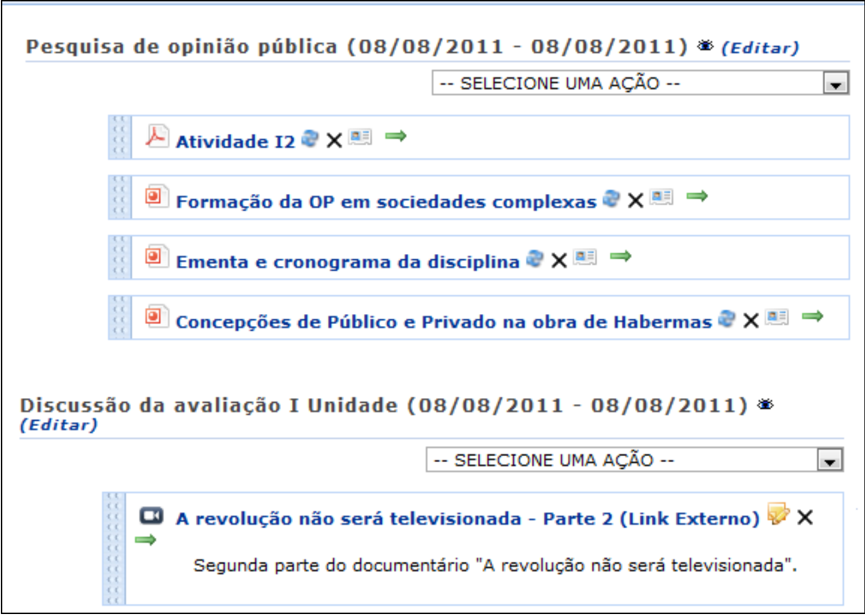 Pesquisa de opinião pública (08/08/2011 - 08/08/2011) (Editar)
-- SELECIONE UMA AÇÃO --
Atividade I2
Formação da OP em sociedades complexas
Ementa e cronograma da disciplina
Concepções de Público e Privado na obra de Habermas
Discussão da avaliação I Unidade (08/08/2011 - 08/08/2011)
(Editar)
-- SELECIONE UMA AÇÃO --
A revolução não será televisionada - Parte 2 (Link Externo)
Segunda parte do documentário "A revolução não será televisionada".